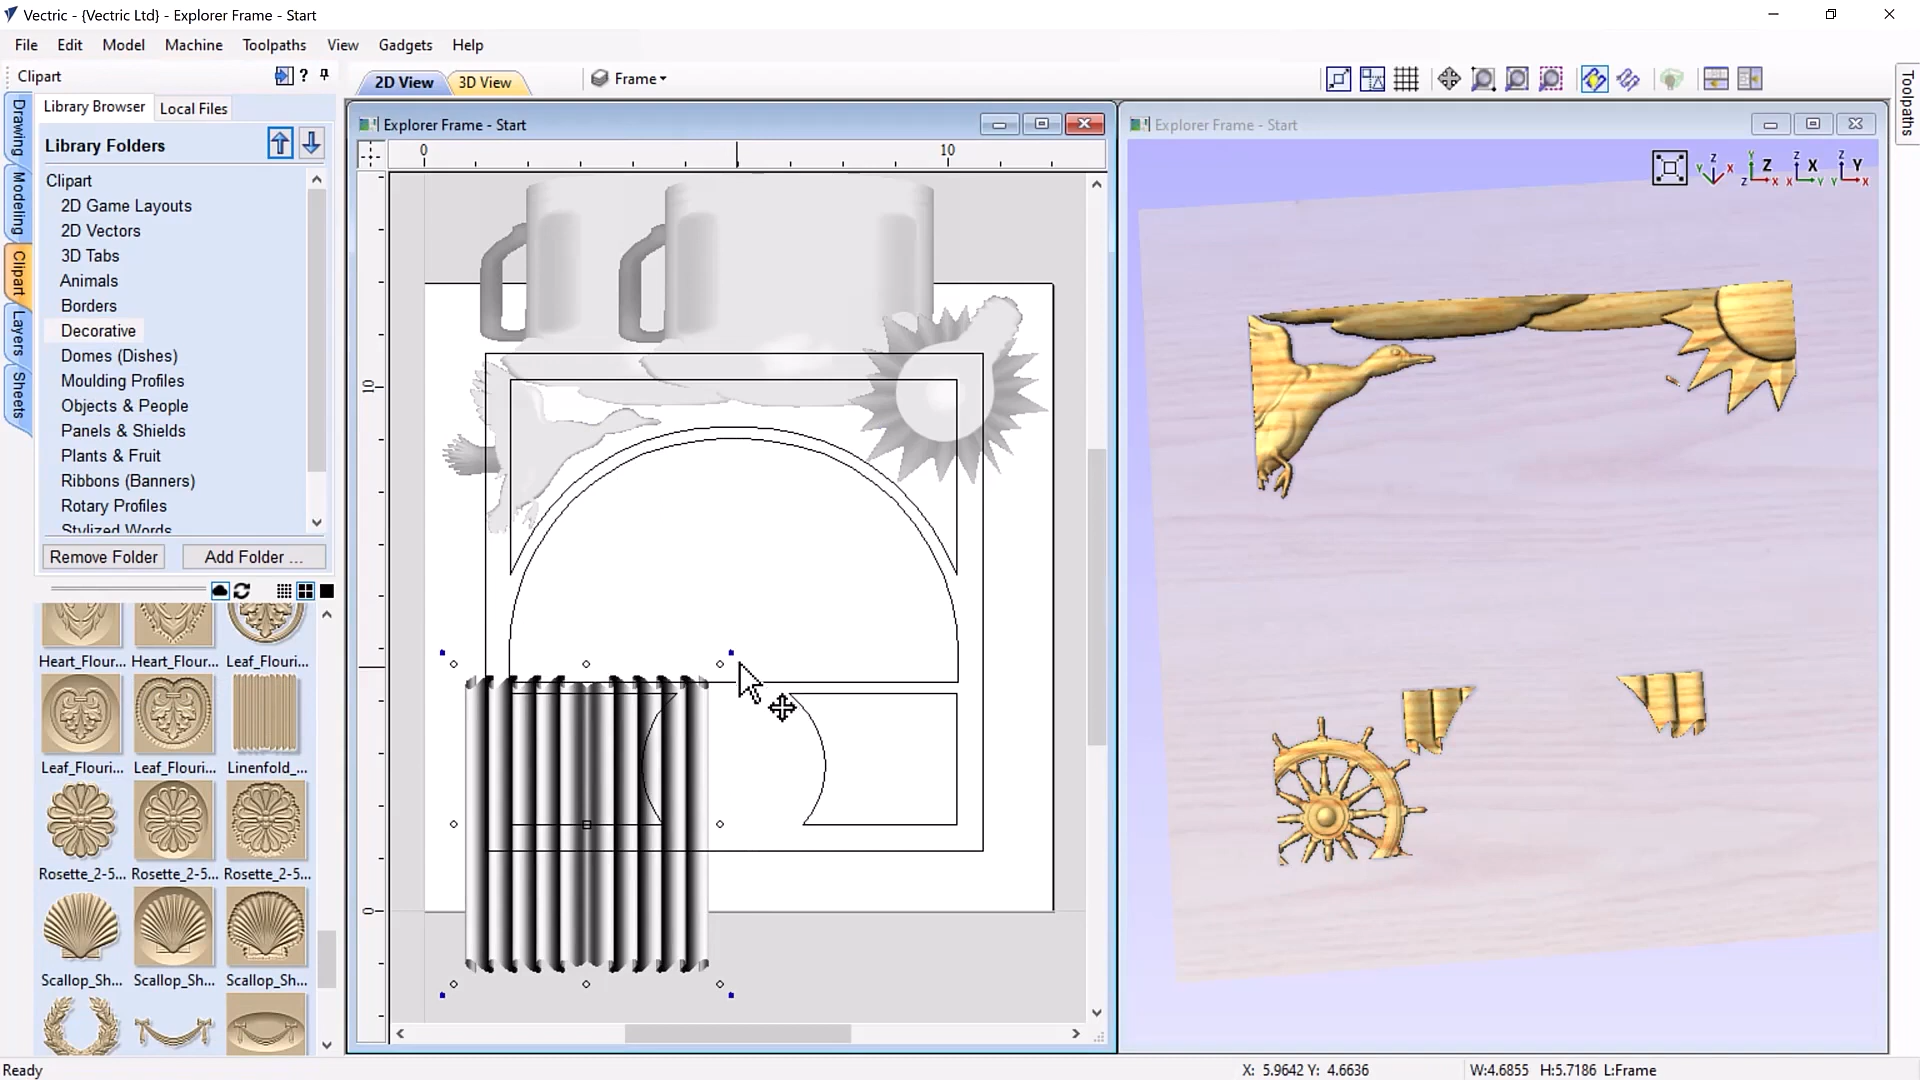 Vectric - {Vectric Ltd} - Explorer Frame - Start
File Edit Model Machine Toolpaths View Gadgets Help
Clipart
2D View 3D View Frame
Library Browser Local Files
Drawing
Modeling
Clipart
Layers
Sheets
Library Folders
Clipart
2D Game Layouts
2D Vectors
3D Tabs
Animals
Borders
Decorative
Domes (Dishes)
Moulding Profiles
Objects & People
Panels & Shields
Plants & Fruit
Ribbons (Banners)
Rotary Profiles
Stylized Words
Remove Folder Add Folder ...
Heart_Flour... Heart_Flour... Leaf_Flouri...
Leaf_Flouri... Leaf_Flouri... Linenfold_...
Rosette_2-5... Rosette_2-5... Rosette_2-5...
Scallop_Sh... Scallop_Sh... Scallop_Sh...
Explorer Frame - Start
0 10
10
0
Explorer Frame - Start
Z Y X
Y Z Z X
Z X X Y
Z Y Y X
Toolpaths
Ready
X: 5.9642 Y: 4.6636
W:4.6855 H:5.7186 L:Frame